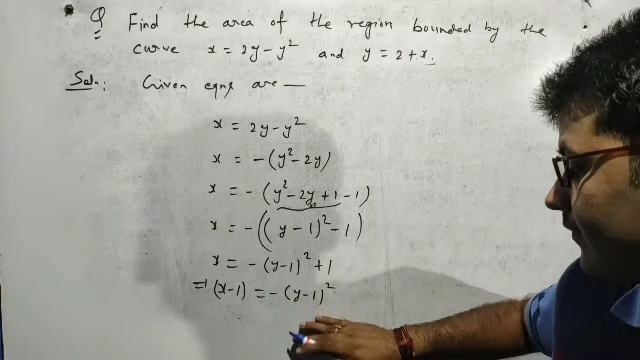 Q Find the area of the region bounded by the
curve x = 2y - y² and y = 2 + x.
Soln: Given eqns are —
x = 2y - y²
x = -(y² - 2y)
x = -(y² - 2y + 1 - 1)
x = -((y - 1)² - 1)
x = -(y-1)² + 1
⇒ (x-1) = -(y-1)²